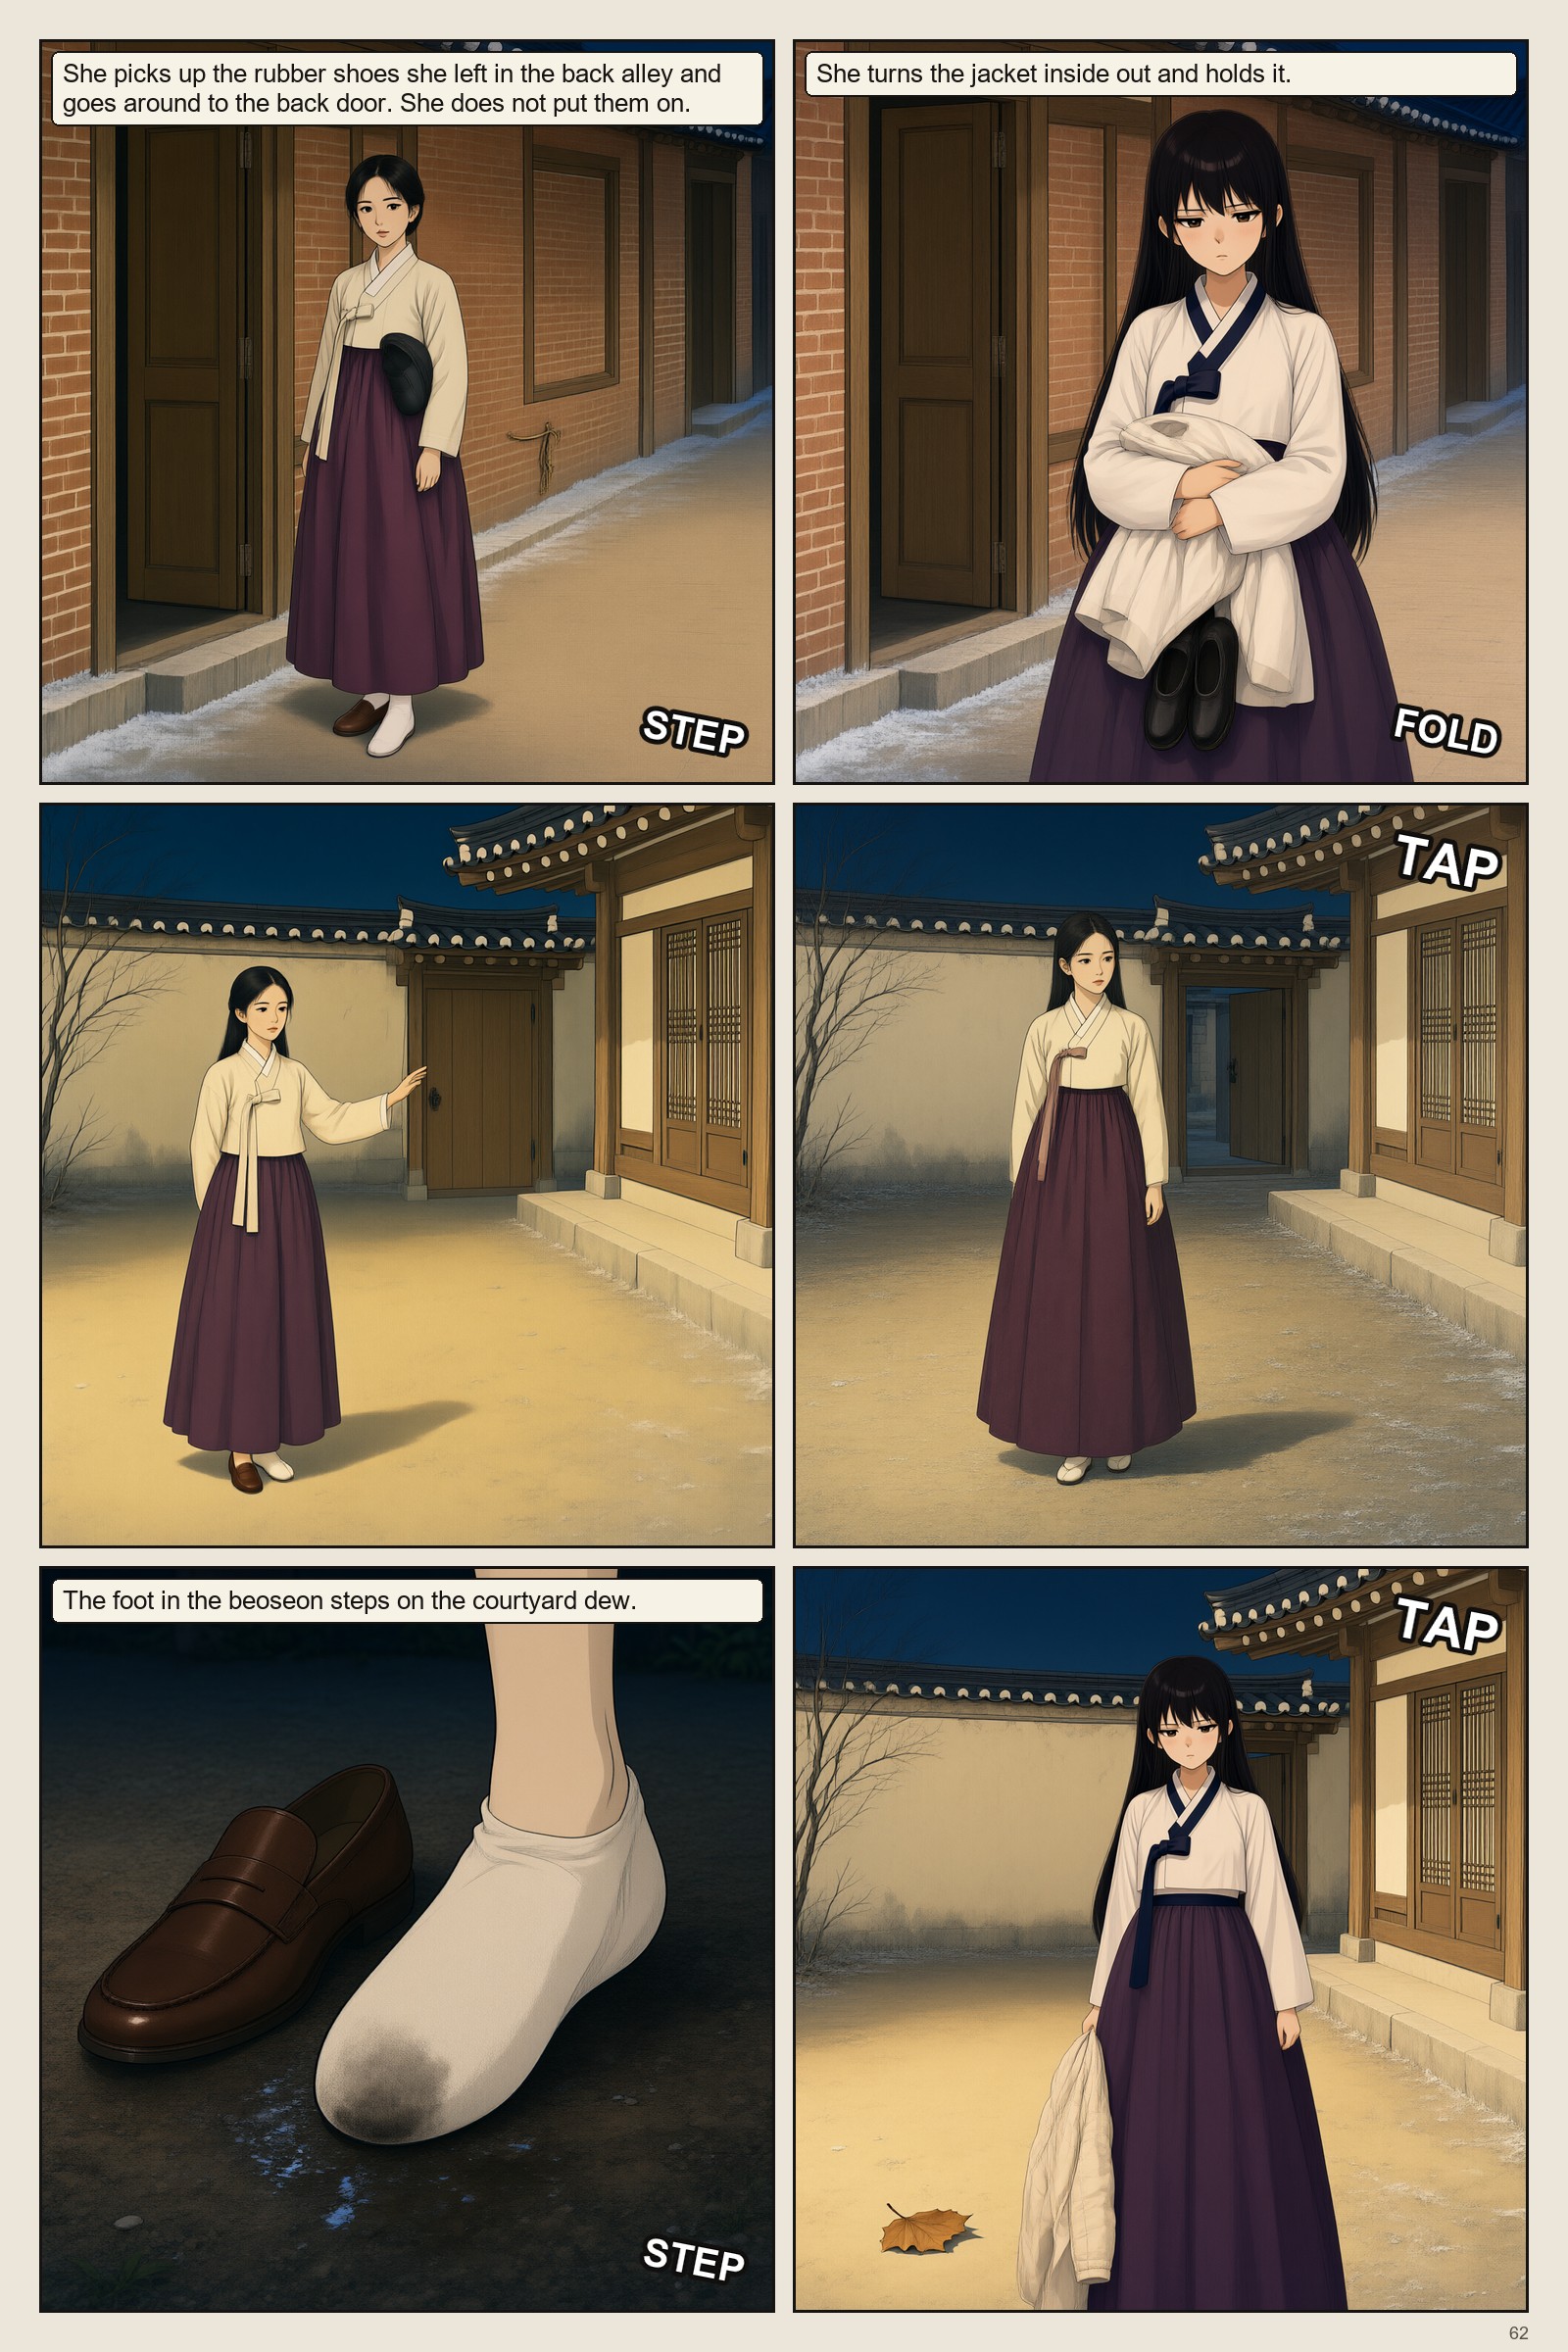 She picks up the rubber shoes she left in the back alley and
goes around to the back door. She does not put them on.
STEP
She turns the jacket inside out and holds it.
FOLD
TAP
The foot in the beoseon steps on the courtyard dew.
STEP
TAP
62